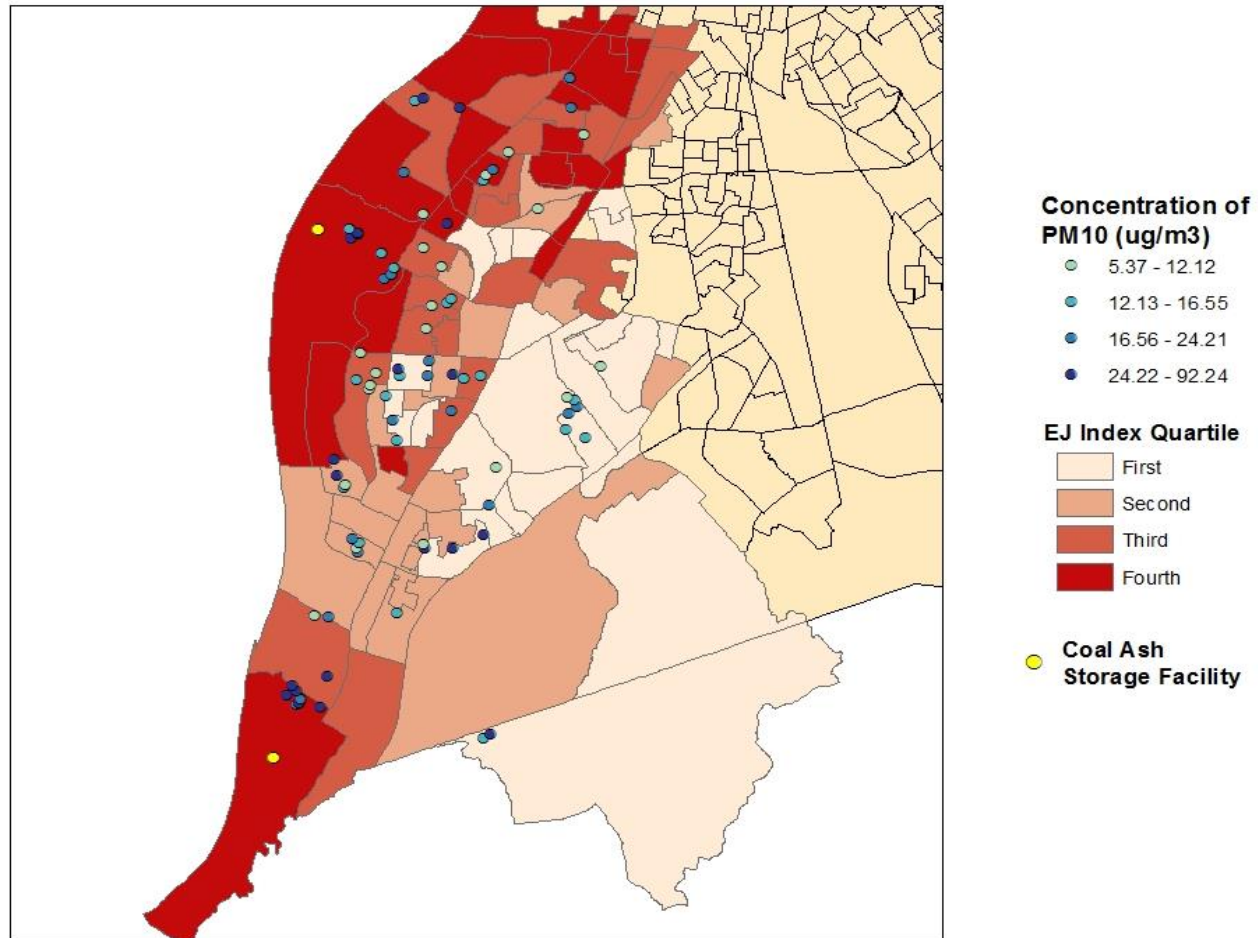 Concentration of
PM10 (ug/m3)
5.37 - 12.12
12.13 - 16.55
16.56 - 24.21
24.22 - 92.24
EJ Index Quartile
First
Second
Third
Fourth
Coal Ash
Storage Facility